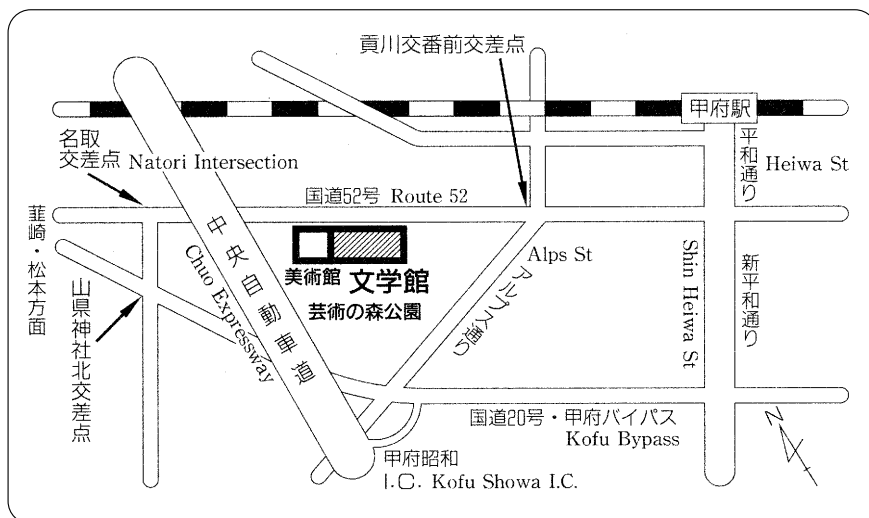 貢川交番前交差点
甲府駅
名取
交差点 Natori Intersection
平和通り
Heiwa St
国道52号 Route 52
韮崎・松本方面
中央自動車道
Chuo Expressway
美術館 文学館
芸術の森公園
Alps St
アルプス通り
Shin Heiwa St
新平和通り
山県神社北交差点
国道20号・甲府バイパス
Kofu Bypass
甲府昭和
I.C. Kofu Showa I.C.
N